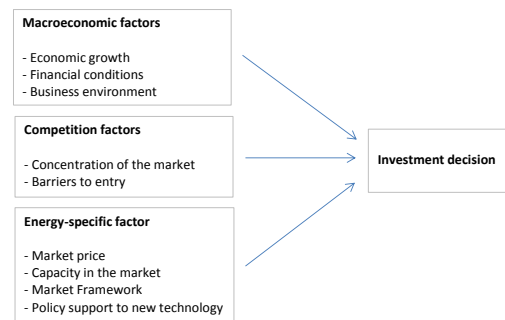 Macroeconomic factors
- Economic growth
- Financial conditions
- Business environment
Competition factors
- Concentration of the market
- Barriers to entry
Investment decision
Energy-specific factor
- Market price
- Capacity in the market
- Market Framework
- Policy support to new technology